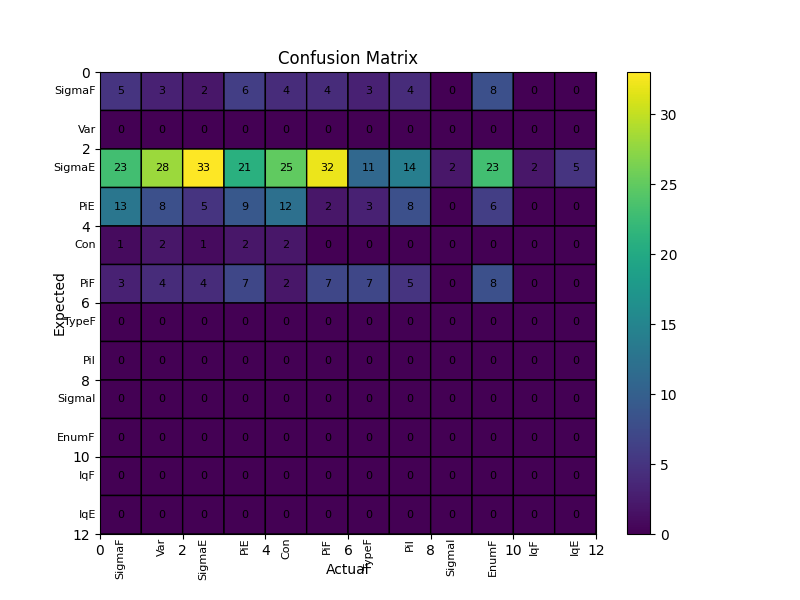 Confusion Matrix
0
SigmaF 5 3 2 6 4 4 3 4 0 8 0 0
Var 0 0 0 0 0 0 0 0 0 0 0 0
2
SigmaE 23 28 33 21 25 32 11 14 2 23 2 5
PiE 13 8 5 9 12 2 3 8 0 6 0 0
4
Con 1 2 1 2 2 0 0 0 0 0 0 0
PiF 3 4 4 7 2 7 7 5 0 8 0 0
6
TypeF 0 0 0 0 0 0 0 0 0 0 0 0
PiI 0 0 0 0 0 0 0 0 0 0 0 0
8
SigmaI 0 0 0 0 0 0 0 0 0 0 0 0
EnumF 0 0 0 0 0 0 0 0 0 0 0 0
10
IqF 0 0 0 0 0 0 0 0 0 0 0 0
IqE 0 0 0 0 0 0 0 0 0 0 0 0
12
Expected
0 2 4 6 8 10 12
SigmaF Var SigmaE PiE Con PiF TypeF PiI SigmaI EnumF IqF IqE
Actual
30
25
20
15
10
5
0